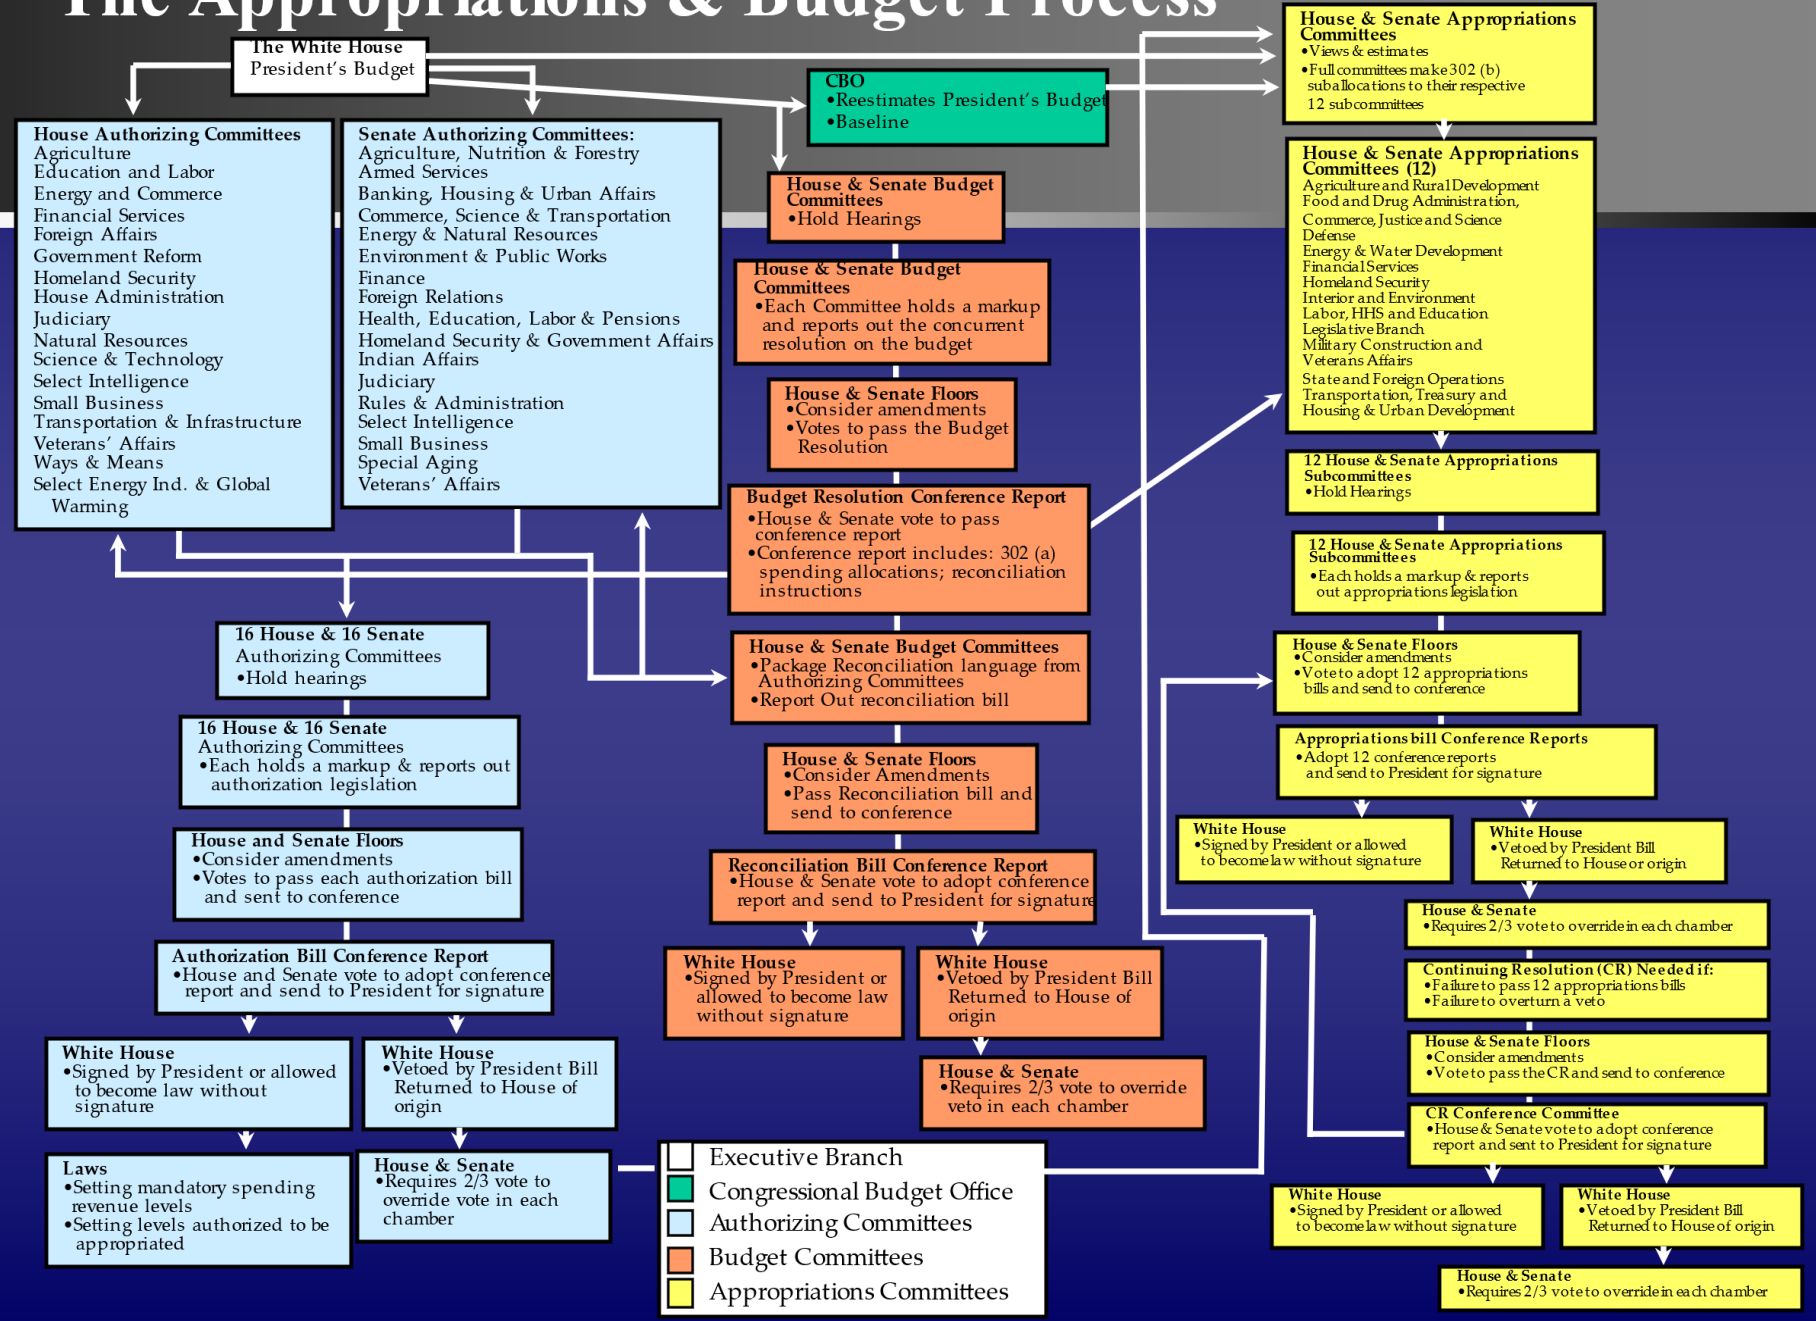 The Appropriations & Budget Process
The White House
President's Budget
CBO
•Reestimates President's Budget
•Baseline
House & Senate Appropriations
Committees
•Views & estimates
•Full committees make 302 (b)
suballocations to their respective
12 subcommittees
House Authorizing Committees
Agriculture
Education and Labor
Energy and Commerce
Financial Services
Foreign Affairs
Government Reform
Homeland Security
House Administration
Judiciary
Natural Resources
Science & Technology
Select Intelligence
Small Business
Transportation & Infrastructure
Veterans' Affairs
Ways & Means
Select Energy Ind. & Global
Warming
Senate Authorizing Committees:
Agriculture, Nutrition & Forestry
Armed Services
Banking, Housing & Urban Affairs
Commerce, Science & Transportation
Energy & Natural Resources
Environment & Public Works
Finance
Foreign Relations
Health, Education, Labor & Pensions
Homeland Security & Government Affairs
Indian Affairs
Judiciary
Rules & Administration
Select Intelligence
Small Business
Special Aging
Veterans' Affairs
16 House & 16 Senate
Authorizing Committees
•Hold hearings
16 House & 16 Senate
Authorizing Committees
•Each holds a markup & reports out
authorization legislation
House and Senate Floors
•Consider amendments
•Votes to pass each authorization bill
and sent to conference
Authorization Bill Conference Report
•House and Senate vote to adopt conference
report and send to President for signature
White House
•Signed by President or allowed
to become law without
signature
White House
•Vetoed by President Bill
Returned to House of
origin
Laws
•Setting mandatory spending
revenue levels
•Setting levels authorized to be
appropriated
House & Senate
•Requires 2/3 vote to
override vote in each
chamber
House & Senate Budget
Committees
•Hold Hearings
House & Senate Budget
Committees
•Each Committee holds a markup
and reports out the concurrent
resolution on the budget
House & Senate Floors
•Consider amendments
•Votes to pass the Budget
Resolution
Budget Resolution Conference Report
•House & Senate vote to pass
conference report
•Conference report includes: 302 (a)
spending allocations; reconciliation
instructions
House & Senate Budget Committees
•Package Reconciliation language from
Authorizing Committees
•Report Out reconciliation bill
House & Senate Floors
•Consider Amendments
•Pass Reconciliation bill and
send to conference
Reconciliation Bill Conference Report
•House & Senate vote to adopt conference
report and send to President for signature
White House
•Signed by President or
allowed to become law
without signature
White House
•Vetoed by President Bill
Returned to House of
origin
House & Senate
•Requires 2/3 vote to override
veto in each chamber
House & Senate Appropriations
Committees (12)
Agriculture and Rural Development
Food and Drug Administration,
Commerce, Justice and Science
Defense
Energy & Water Development
Financial Services
Homeland Security
Interior and Environment
Labor, HHS and Education
Legislative Branch
Military Construction and
Veterans Affairs
State and Foreign Operations
Transportation, Treasury and
Housing & Urban Development
12 House & Senate Appropriations
Subcommittees
•Hold Hearings
12 House & Senate Appropriations
Subcommittees
•Each holds a markup & reports
out appropriations legislation
House & Senate Floors
•Consider amendments
•Vote to adopt 12 appropriations
bills and send to conference
Appropriations bill Conference Reports
•Adopt 12 conference reports
and send to President for signature
White House
•Signed by President or allowed
to become law without signature
White House
•Vetoed by President Bill
Returned to House or origin
House & Senate
•Requires 2/3 vote to override in each chamber
Continuing Resolution (CR) Needed if:
•Failure to pass 12 appropriations bills
•Failure to overturn a veto
House & Senate Floors
•Consider amendments
•Vote to pass the CR and send to conference
CR Conference Committee
•House & Senate vote to adopt conference
report and sent to President for signature
White House
•Signed by President or allowed
to become law without signature
White House
•Vetoed by President Bill
Returned to House of origin
House & Senate
•Requires 2/3 vote to override in each chamber
Executive Branch
Congressional Budget Office
Authorizing Committees
Budget Committees
Appropriations Committees